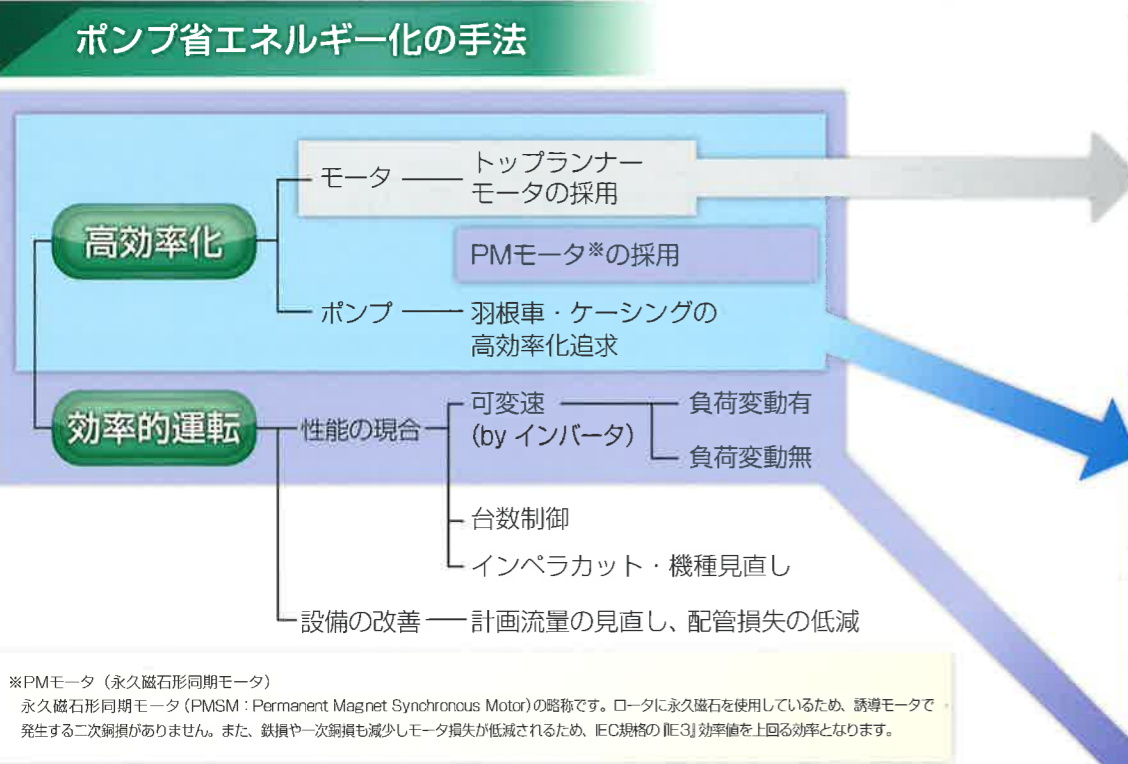 ポンプ省エネルギー化の手法
モータ
トップランナー
モータの採用
高効率化
PMモータ※の採用
ポンプ
羽根車・ケーシングの
高効率化追求
効率的運転
性能の現合
可変速
(by インバータ)
負荷変動有
負荷変動無
台数制御
インペラカット・機種見直し
設備の改善
計画流量の見直し、配管損失の低減
※PMモータ（永久磁石形同期モータ）
永久磁石形同期モータ(PMSM：Permanent Magnet Synchronous Motor)の略称です。ロータに永久磁石を使用しているため、誘導モータで
発生する二次銅損がありません。また、鉄損や一次銅損も減少しモータ損失が低減されるため、IEC規格の『IE3』効率値を上回る効率となります。